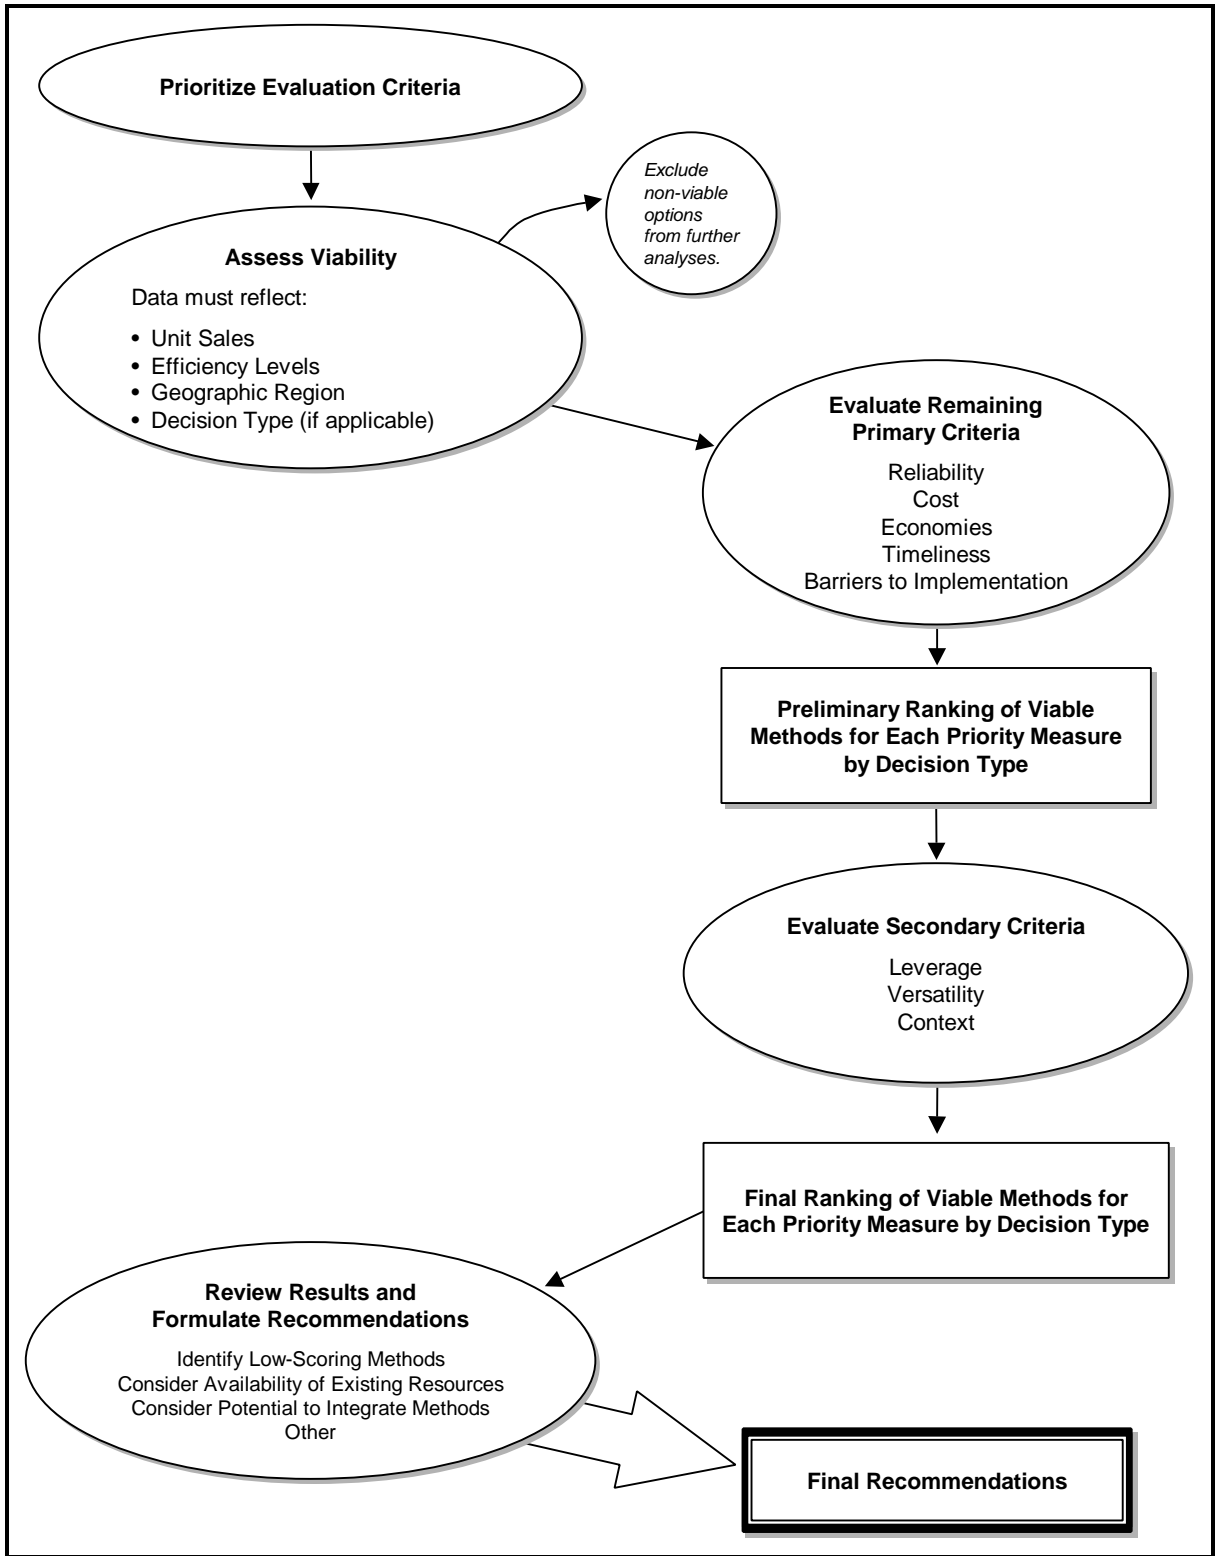 Prioritize Evaluation Criteria
Exclude
non-viable
options
from further
analyses.
Assess Viability
Data must reflect:
• Unit Sales
• Efficiency Levels
• Geographic Region
• Decision Type (if applicable)
Evaluate Remaining
Primary Criteria
Reliability
Cost
Economies
Timeliness
Barriers to Implementation
Preliminary Ranking of Viable
Methods for Each Priority Measure
by Decision Type
Evaluate Secondary Criteria
Leverage
Versatility
Context
Final Ranking of Viable Methods for
Each Priority Measure by Decision Type
Review Results and
Formulate Recommendations
Identify Low-Scoring Methods
Consider Availability of Existing Resources
Consider Potential to Integrate Methods
Other
Final Recommendations